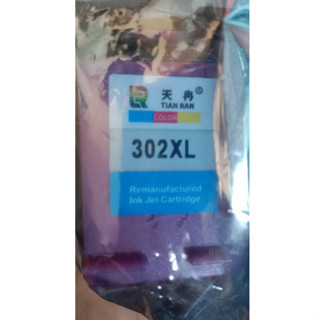 天冉®
TIAN RAN
COLOR
302XL
Remanufactured
Ink Jet Cartridge